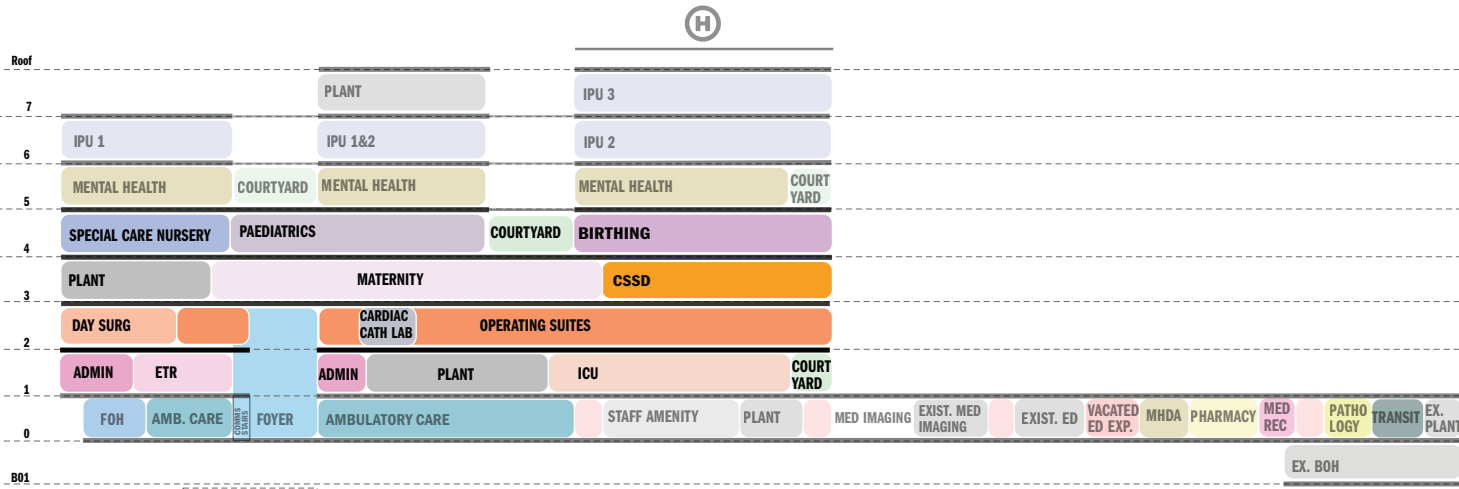 H
Roof
PLANT
IPU 3
7
IPU 1
IPU 1&2
IPU 2
6
MENTAL HEALTH
COURTYARD
MENTAL HEALTH
MENTAL HEALTH
COURT
YARD
5
SPECIAL CARE NURSERY
PAEDIATRICS
COURTYARD
BIRTHING
4
PLANT
MATERNITY
CSSD
3
DAY SURG
CARDIAC
CATH LAB
OPERATING SUITES
2
ADMIN
ETR
ADMIN
PLANT
ICU
COURT
YARD
1
FOH
AMB. CARE
COMMS
STAIRS
FOYER
AMBULATORY CARE
STAFF AMENITY
PLANT
MED IMAGING
EXIST. MED
IMAGING
EXIST. ED
VACATED
ED EXP.
MHDA
PHARMACY
MED
REC
PATHO
LOGY
TRANSIT
EX.
PLANT
0
EX. BOH
B01